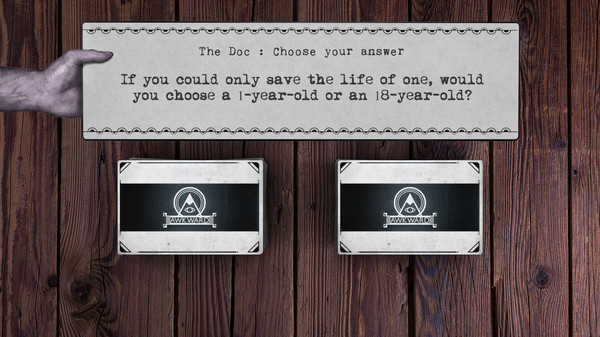 The Doc : Choose your answer
If you could only save the life of one, would
you choose a 1-year-old or an 18-year-old?
AWKWARD
AWKWARD